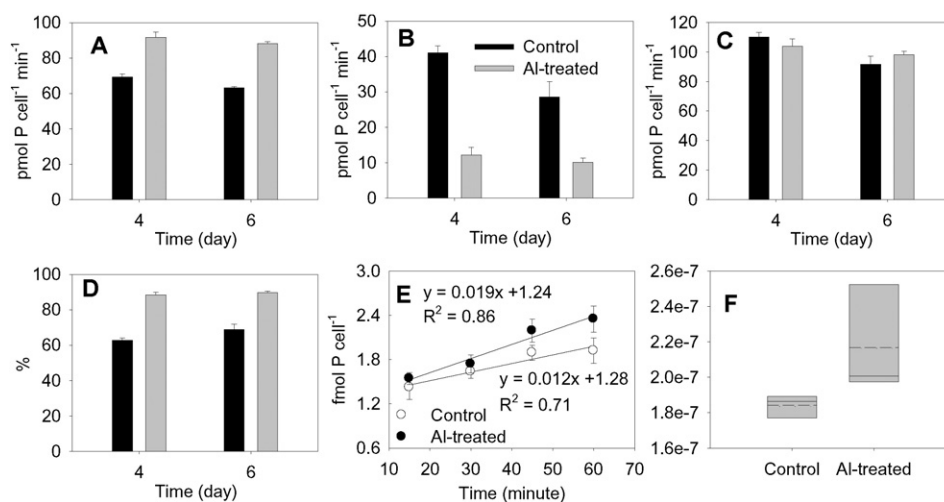 A
pmol P cell⁻¹ min⁻¹
100
80
60
40
20
0
4 6
Time (day)
B
Control
Al-treated
pmol P cell⁻¹ min⁻¹
50
40
30
20
10
0
4 6
Time (day)
C
pmol P cell⁻¹ min⁻¹
120
100
80
60
40
20
0
4 6
Time (day)
D
%
100
80
60
40
20
0
4 6
Time (day)
E
y = 0.019x +1.24
R² = 0.86
y = 0.012x +1.28
R² = 0.71
Control
Al-treated
fmol P cell⁻¹
3.0
2.4
1.8
1.2
0.6
10 20 30 40 50 60 70
Time (minute)
F
2.6e-7
2.4e-7
2.2e-7
2.0e-7
1.8e-7
1.6e-7
Control Al-treated